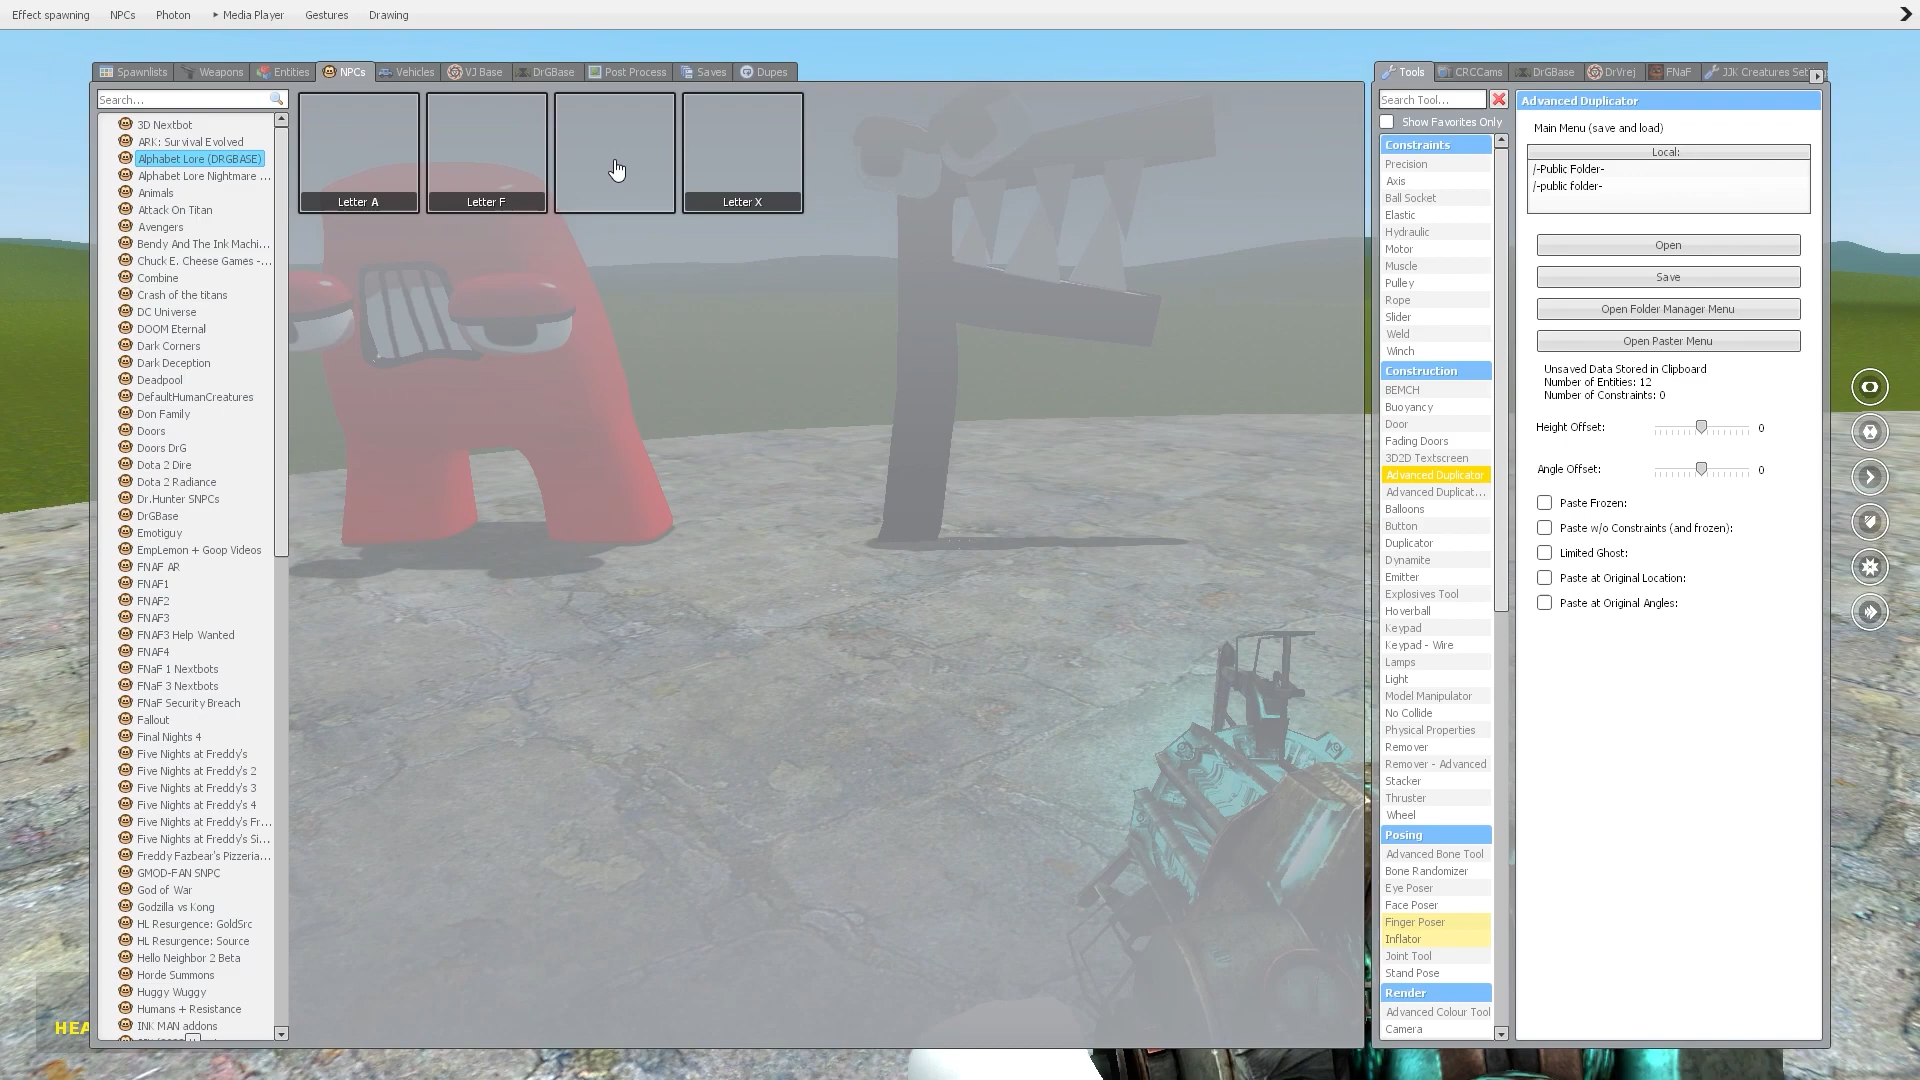 Effect spawning NPCs Photon Media Player Gestures Drawing
Spawnlists Weapons Entities NPCs Vehicles VJ Base DrGBase Post Process Saves Dupes
Search...
3D Nextbot
ARK: Survival Evolved
Alphabet Lore (DRGBASE)
Alphabet Lore Nightmare ...
Animals
Attack On Titan
Avengers
Bendy And The Ink Machi...
Chuck E. Cheese Games -...
Combine
Crash of the titans
DC Universe
DOOM Eternal
Dark Corners
Dark Deception
Deadpool
DefaultHumanCreatures
Don Family
Doors
Doors DrG
Dota 2 Dire
Dota 2 Radiance
Dr.Hunter SNPCs
DrGBase
Emotiguy
EmpLemon + Goop Videos
FNAF AR
FNAF1
FNAF2
FNAF3
FNAF3 Help Wanted
FNAF4
FNaF 1 Nextbots
FNaF 3 Nextbots
FNaF Security Breach
Fallout
Final Nights 4
Five Nights at Freddy's
Five Nights at Freddy's 2
Five Nights at Freddy's 3
Five Nights at Freddy's 4
Five Nights at Freddy's Fr...
Five Nights at Freddy's Si...
Freddy Fazbear's Pizzeria...
GMOD-FAN SNPC
God of War
Godzilla vs Kong
HL Resurgence: GoldSrc
HL Resurgence: Source
Hello Neighbor 2 Beta
Horde Summons
Huggy Wuggy
Humans + Resistance
INK MAN addons
Letter A
Letter F
Letter X
HEA
Tools CRCCams DrGBase DrVrej FNaF JJK Creatures Set
Search Tool...
Show Favorites Only
Constraints
Precision
Axis
Ball Socket
Elastic
Hydraulic
Motor
Muscle
Pulley
Rope
Slider
Weld
Winch
Construction
BEMCH
Buoyancy
Door
Fading Doors
3D2D Textscreen
Advanced Duplicator
Advanced Duplicat...
Balloons
Button
Duplicator
Dynamite
Emitter
Explosives Tool
Hoverball
Keypad
Keypad - Wire
Lamps
Light
Model Manipulator
No Collide
Physical Properties
Remover
Remover - Advanced
Stacker
Thruster
Wheel
Posing
Advanced Bone Tool
Bone Randomizer
Eye Poser
Face Poser
Finger Poser
Inflator
Joint Tool
Stand Pose
Render
Advanced Colour Tool
Camera
Advanced Duplicator
Main Menu (save and load)
Local:
/-Public Folder-
/-public folder-
Open
Save
Open Folder Manager Menu
Open Paster Menu
Unsaved Data Stored in Clipboard
Number of Entities: 12
Number of Constraints: 0
Height Offset: 0
Angle Offset: 0
Paste Frozen:
Paste w/o Constraints (and frozen):
Limited Ghost:
Paste at Original Location:
Paste at Original Angles: